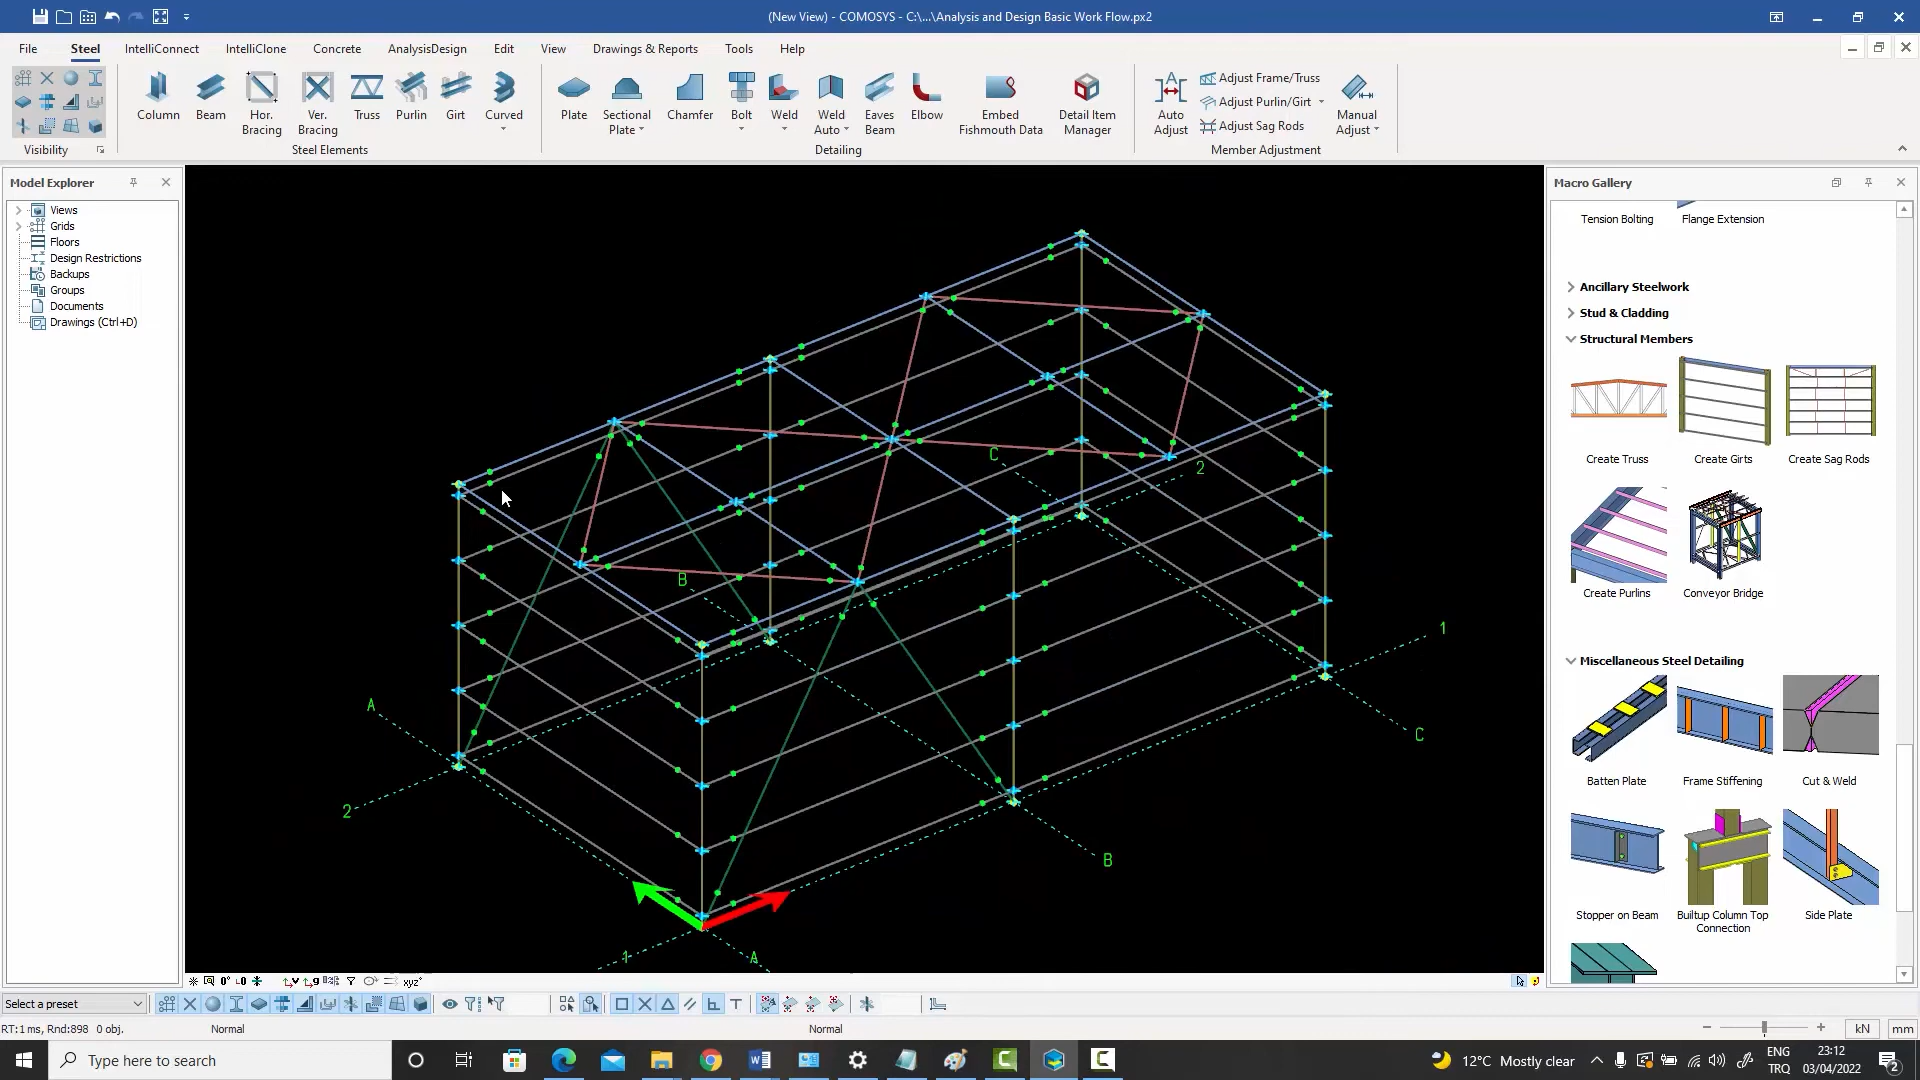 (New View) - COMOSYS - C:\...\Analysis and Design Basic Work Flow.px2
File
Steel
IntelliConnect
IntelliClone
Concrete
AnalysisDesign
Edit
View
Drawings & Reports
Tools
Help
Column
Beam
Hor.
Bracing
Ver.
Bracing
Truss
Purlin
Girt
Curved
Plate
Sectional
Plate
Chamfer
Bolt
Weld
Weld
Auto
Eaves
Beam
Elbow
Embed
Fishmouth Data
Detail Item
Manager
Auto
Adjust
Adjust Frame/Truss
Adjust Purlin/Girt
Adjust Sag Rods
Manual
Adjust
Visibility
Steel Elements
Detailing
Member Adjustment
Model Explorer
Views
Grids
Floors
Design Restrictions
Backups
Groups
Documents
Drawings (Ctrl+D)
C
2
B
1
A
C
2
B
1
A
Macro Gallery
Tension Bolting
Flange Extension
Ancillary Steelwork
Stud & Cladding
Structural Members
Create Truss
Create Girts
Create Sag Rods
Create Purlins
Conveyor Bridge
Miscellaneous Steel Detailing
Batten Plate
Frame Stiffening
Cut & Weld
Stopper on Beam
Builtup Column Top
Connection
Side Plate
xyz
Select a preset
RT:1 ms, Rnd:898 0 obj.
Normal
Normal
kN
mm
Type here to search
12°C Mostly clear
ENG
TRQ
23:12
03/04/2022
2